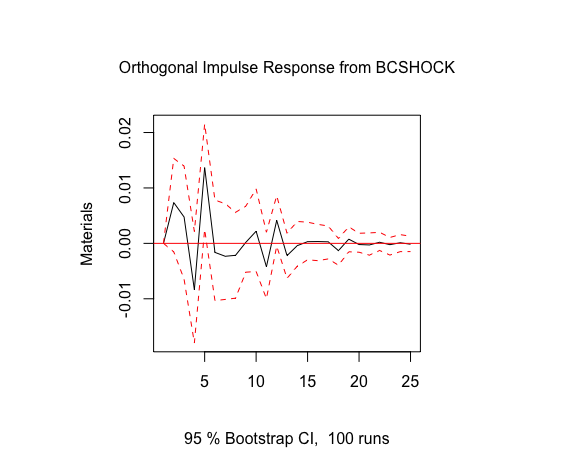 Orthogonal Impulse Response from BCSHOCK
Materials
0.02
0.01
0.00
-0.01
5 10 15 20 25
95 % Bootstrap CI,  100 runs